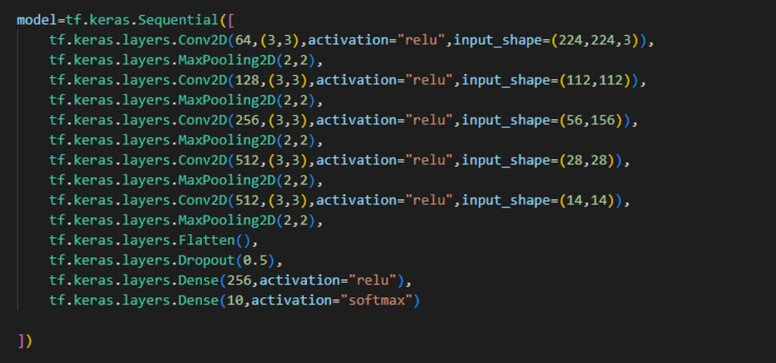 model=tf.keras.Sequential([
    tf.keras.layers.Conv2D(64,(3,3),activation="relu",input_shape=(224,224,3)),
    tf.keras.layers.MaxPooling2D(2,2),
    tf.keras.layers.Conv2D(128,(3,3),activation="relu",input_shape=(112,112)),
    tf.keras.layers.MaxPooling2D(2,2),
    tf.keras.layers.Conv2D(256,(3,3),activation="relu",input_shape=(56,156)),
    tf.keras.layers.MaxPooling2D(2,2),
    tf.keras.layers.Conv2D(512,(3,3),activation="relu",input_shape=(28,28)),
    tf.keras.layers.MaxPooling2D(2,2),
    tf.keras.layers.Conv2D(512,(3,3),activation="relu",input_shape=(14,14)),
    tf.keras.layers.MaxPooling2D(2,2),
    tf.keras.layers.Flatten(),
    tf.keras.layers.Dropout(0.5),
    tf.keras.layers.Dense(256,activation="relu"),
    tf.keras.layers.Dense(10,activation="softmax")
])